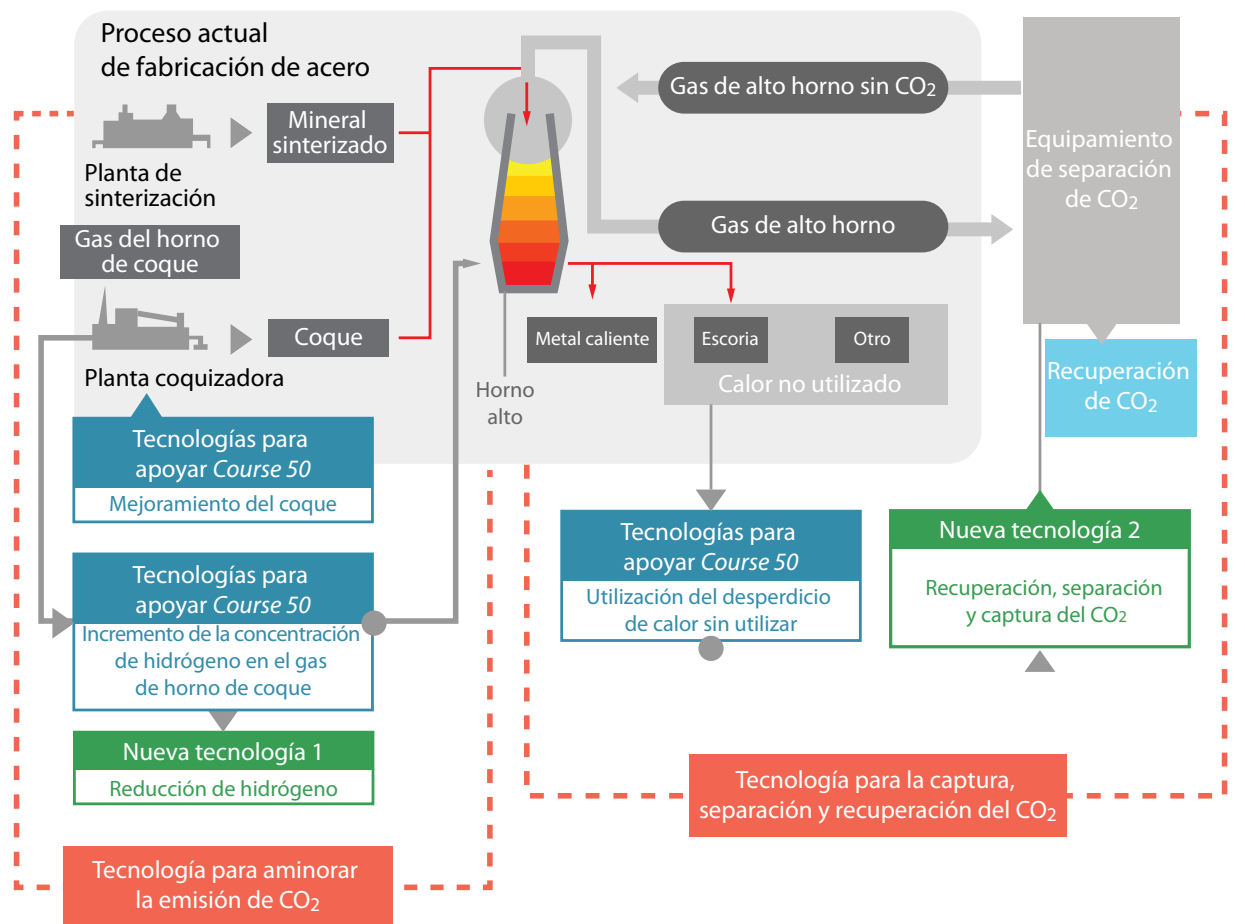 Proceso actual
de fabricación de acero
Gas de alto horno sin CO2
Mineral
sinterizado
Equipamiento
de separación
de CO2
Planta de
sinterización
Gas de alto horno
Gas del horno
de coque
Coque
Metal caliente
Escoria
Otro
Planta coquizadora
Calor no utilizado
Recuperación
de CO2
Horno
alto
Tecnologías para
apoyar Course 50
Mejoramiento del coque
Tecnologías para
apoyar Course 50
Utilización del desperdicio
de calor sin utilizar
Nueva tecnología 2
Recuperación, separación
y captura del CO2
Tecnologías para
apoyar Course 50
Incremento de la concentración
de hidrógeno en el gas
de horno de coque
Nueva tecnología 1
Reducción de hidrógeno
Tecnología para la captura,
separación y recuperación del CO2
Tecnología para aminorar
la emisión de CO2